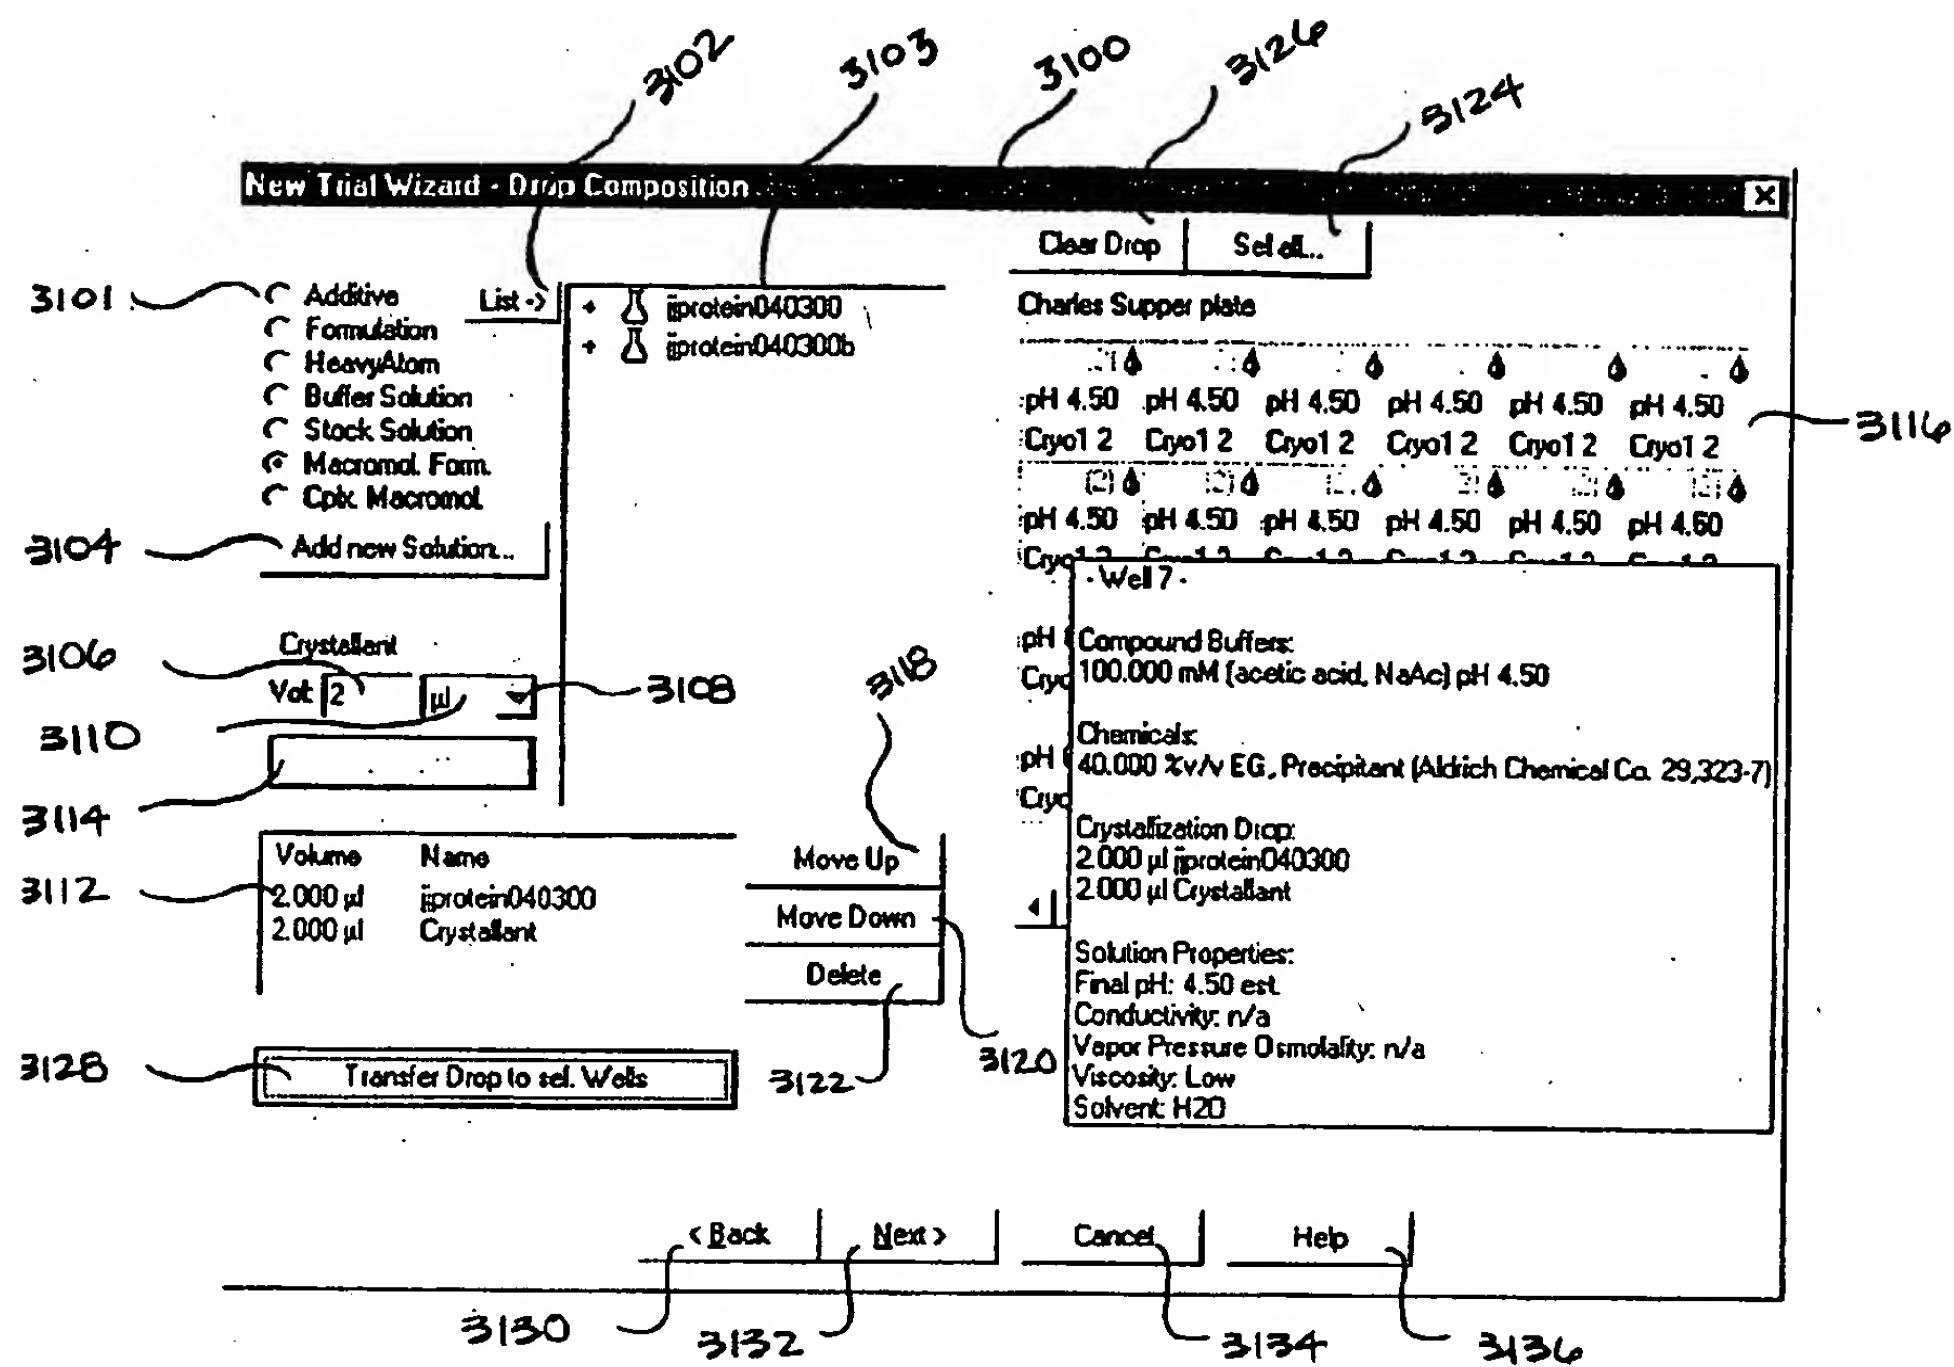 3102
3103
3100
3126
3124
New Trial Wizard - Drop Composition
Clear Drop
Sel all...
3101
Additive
List ->
Formulation
HeavyAtom
Buffer Solution
Stock Solution
Macromol. Form.
Cplx. Macromol.
jjprotein040300
jjprotein040300b
Charles Supper plate
pH 4.50 pH 4.50 pH 4.50 pH 4.50 pH 4.50 pH 4.50
3116
Cryo1 2 Cryo1 2 Cryo1 2 Cryo1 2 Cryo1 2 Cryo1 2
pH 4.50 pH 4.50 pH 4.50 pH 4.50 pH 4.50 pH 4.60
3104
Add new Solution...
Crystallant
3106
Vol: 2 µl
3108
3110
3114
3118
- Well 7 -
pH
Compound Buffers:
100.000 mM {acetic acid, NaAc} pH 4.50
Chemicals:
pH
40.000 %v/v EG, Precipitant (Aldrich Chemical Co. 29,323-7)
Crystallization Drop:
2.000 µl jjprotein040300
2.000 µl Crystallant
Solution Properties:
Final pH: 4.50 est.
Conductivity: n/a
Vapor Pressure Osmolality: n/a
Viscosity: Low
Solvent: H2O
Volume Name
3112
2.000 µl jjprotein040300
2.000 µl Crystallant
Move Up
Move Down
Delete
3120
3122
3128
Transfer Drop to sel. Wells
< Back
Next >
Cancel
Help
3130
3132
3134
3136